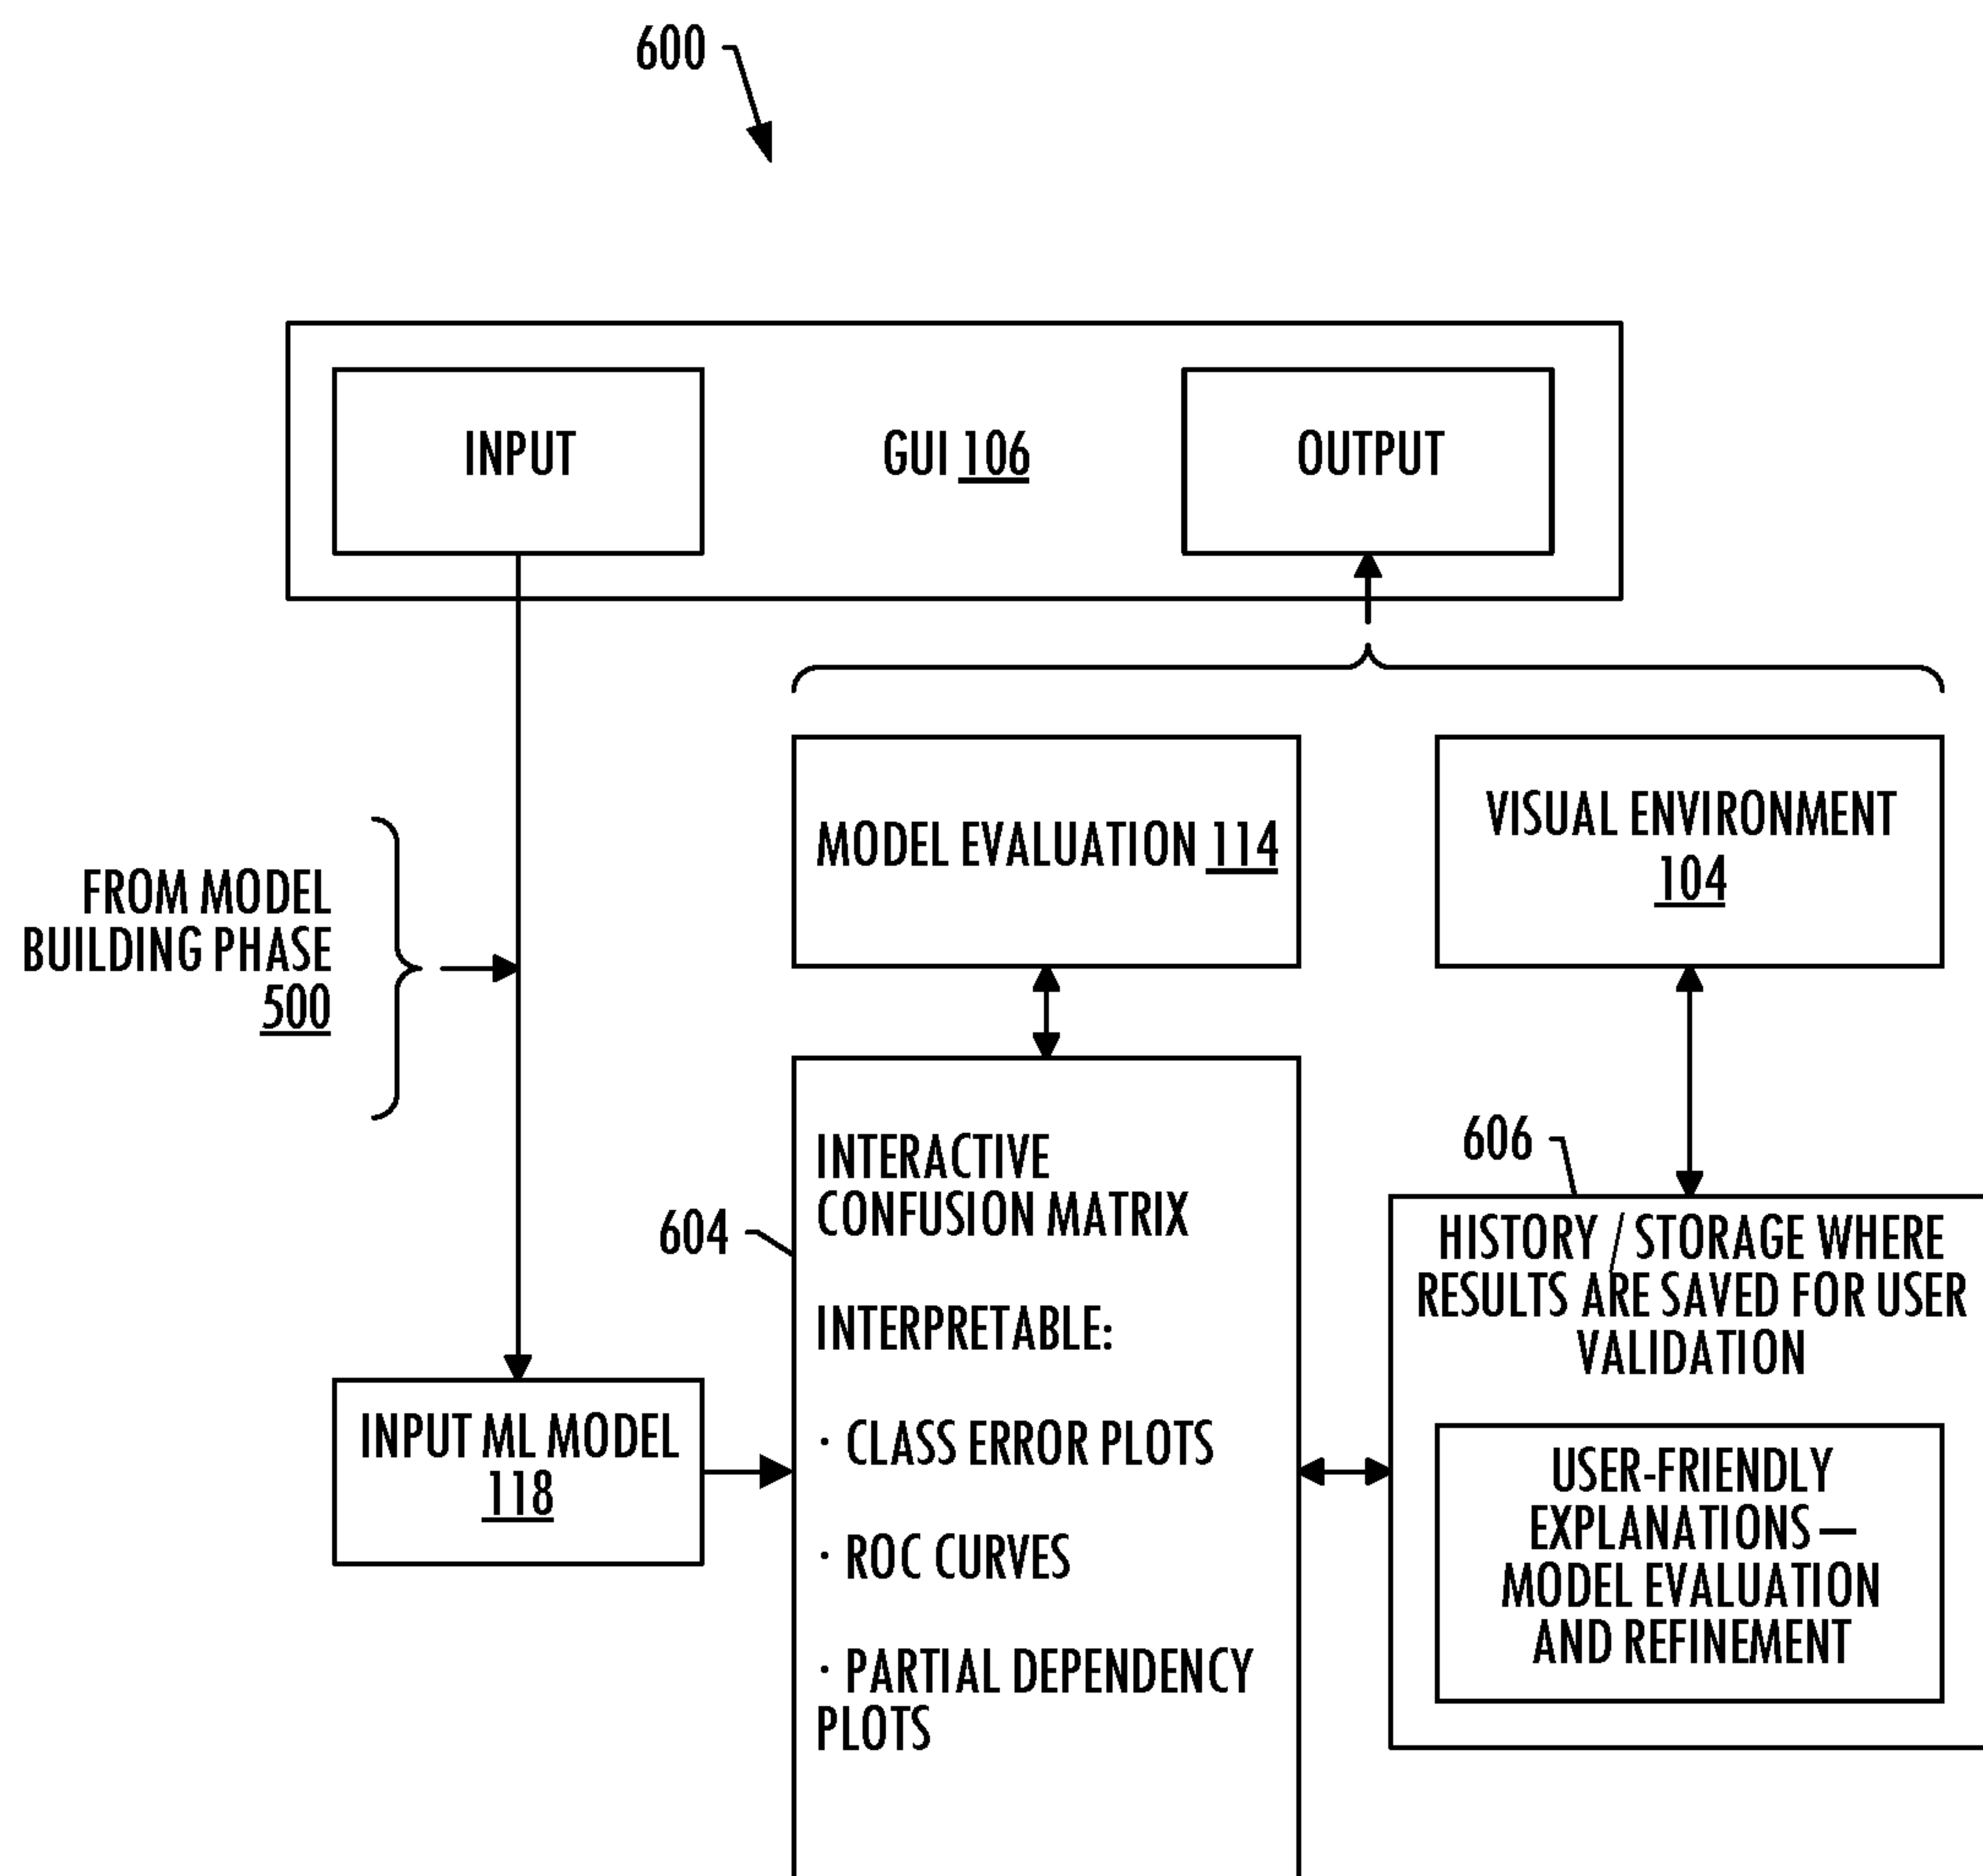 600
INPUT
GUI 106
OUTPUT
MODEL EVALUATION 114
VISUAL ENVIRONMENT
104
FROM MODEL
BUILDING PHASE
500
604
INTERACTIVE
CONFUSION MATRIX
INTERPRETABLE:
· CLASS ERROR PLOTS
· ROC CURVES
· PARTIAL DEPENDENCY
PLOTS
606
HISTORY / STORAGE WHERE
RESULTS ARE SAVED FOR USER
VALIDATION
USER-FRIENDLY
EXPLANATIONS—
MODEL EVALUATION
AND REFINEMENT
INPUT ML MODEL
118